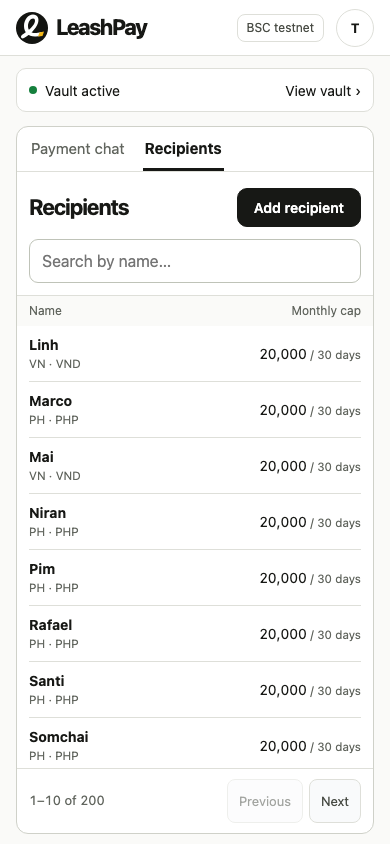 LeashPay
BSC testnet
T
Vault active
View vault ›
Payment chat
Recipients
Recipients
Add recipient
Search by name...
Name
Monthly cap
Linh
20,000 / 30 days
VN · VND
Marco
20,000 / 30 days
PH · PHP
Mai
20,000 / 30 days
VN · VND
Niran
20,000 / 30 days
PH · PHP
Pim
20,000 / 30 days
PH · PHP
Rafael
20,000 / 30 days
PH · PHP
Santi
20,000 / 30 days
PH · PHP
Somchai
20,000 / 30 days
PH · PHP
1–10 of 200
Previous
Next